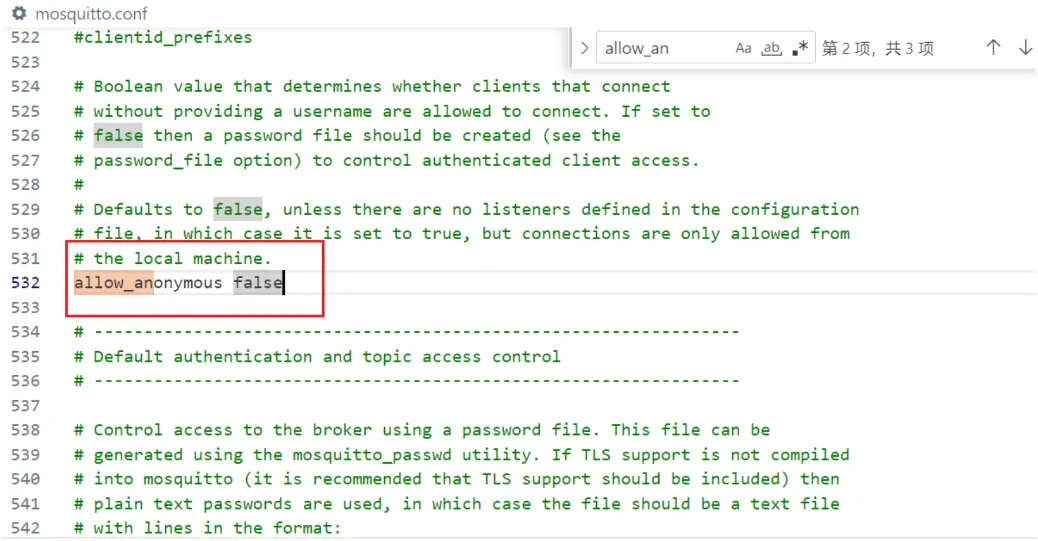 mosquitto.conf
allow_an Aa ab, .* 第 2 项，共 3 项
522 #clientid_prefixes
523
524 # Boolean value that determines whether clients that connect
525 # without providing a username are allowed to connect. If set to
526 # false then a password file should be created (see the
527 # password_file option) to control authenticated client access.
528 #
529 # Defaults to false, unless there are no listeners defined in the configuration
530 # file, in which case it is set to true, but connections are only allowed from
531 # the local machine.
532 allow_anonymous false
533
534 # -----------------------------------------------------------------
535 # Default authentication and topic access control
536 # -----------------------------------------------------------------
537
538 # Control access to the broker using a password file. This file can be
539 # generated using the mosquitto_passwd utility. If TLS support is not compiled
540 # into mosquitto (it is recommended that TLS support should be included) then
541 # plain text passwords are used, in which case the file should be a text file
542 # with lines in the format: